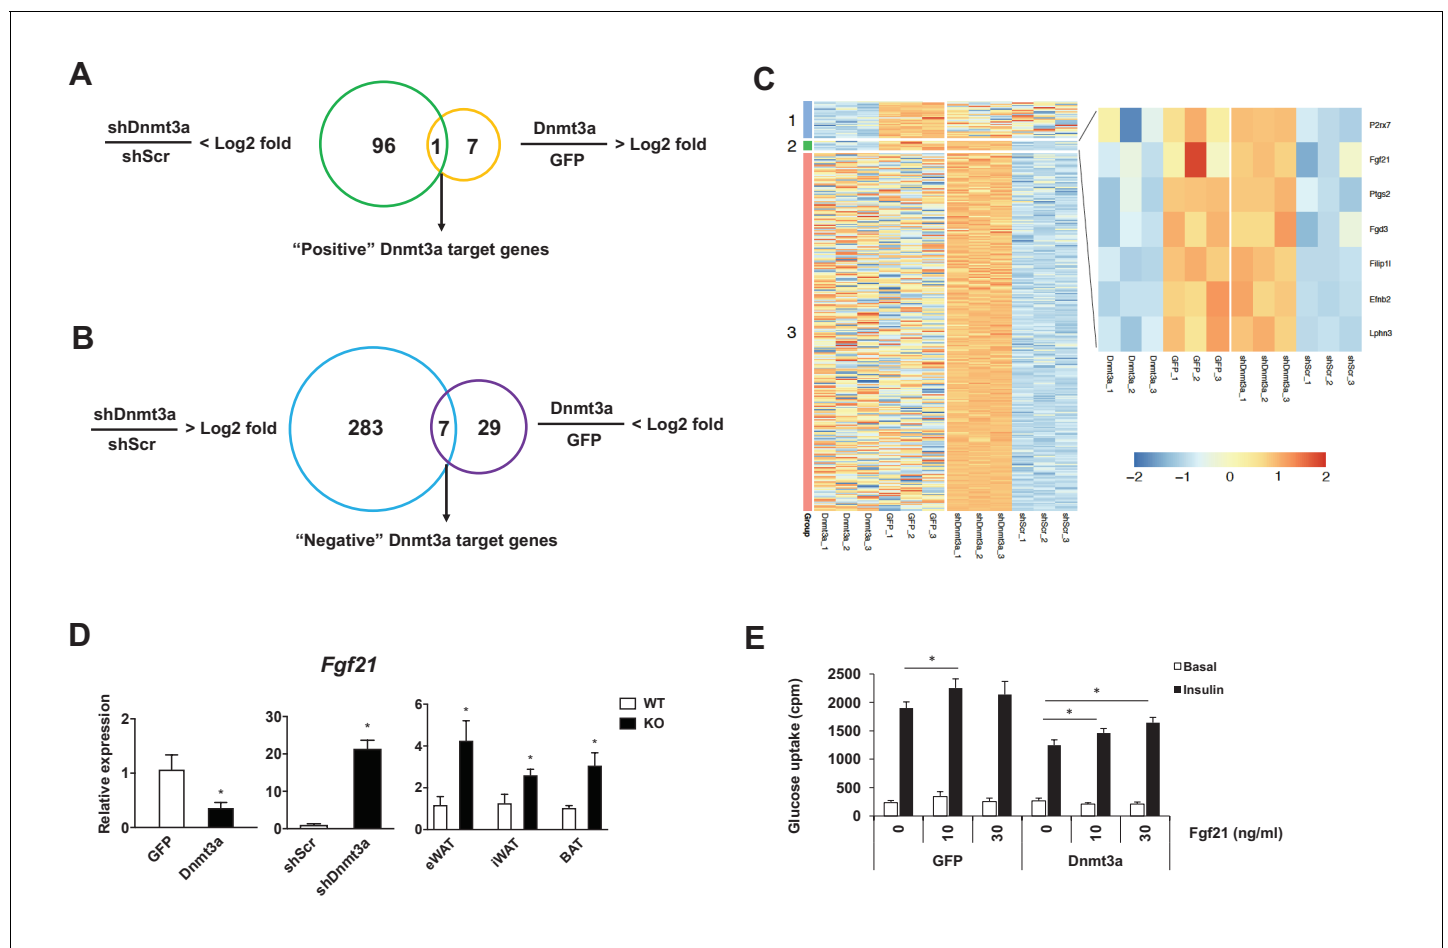 A
shDnmt3a
shScr
< Log2 fold
96
1
7
Dnmt3a
GFP
> Log2 fold
“Positive” Dnmt3a target genes
B
shDnmt3a
shScr
> Log2 fold
283
7
29
Dnmt3a
GFP
< Log2 fold
“Negative” Dnmt3a target genes
C
1
2
3
Group
Dnmt3a_1
Dnmt3a_2
Dnmt3a_3
GFP_1
GFP_2
GFP_3
shDnmt3a_1
shDnmt3a_2
shDnmt3a_3
shScr_1
shScr_2
shScr_3
P2rx7
Fgf21
Ptgs2
Fgd3
Filip1l
Efnb2
Lphn3
Dnmt3a_1
Dnmt3a_2
Dnmt3a_3
GFP_1
GFP_2
GFP_3
shDnmt3a_1
shDnmt3a_2
shDnmt3a_3
shScr_1
shScr_2
shScr_3
−2 −1 0 1 2
D
Fgf21
Relative expression
2
1
0
*
GFP
Dnmt3a
30
20
10
0
*
shScr
shDnmt3a
6
4
2
0
* * *
eWAT
iWAT
BAT
WT
KO
E
Glucose uptake (cpm)
2500
2000
1500
1000
500
0
*
*
*
Basal
Insulin
0 10 30 0 10 30
Fgf21 (ng/ml)
GFP Dnmt3a